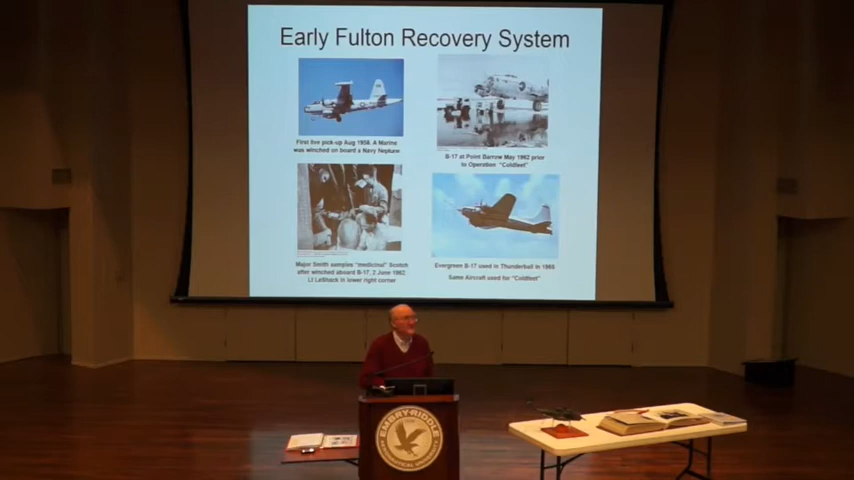 Early Fulton Recovery System
First live pick-up Aug 1958. A Marine
was winched on board a Navy Neptune
B-17 at Point Barrow May 1962 prior
to Operation "Coldfeet"
Major Smith samples "medicinal" Scotch
after winched aboard B-17, 2 June 1962
Lt LeShack in lower right corner
Evergreen B-17 used in Thunderball in 1965
Same Aircraft used for "Coldfeet"
EMBRY-RIDDLE
AERONAUTICAL UNIVERSITY